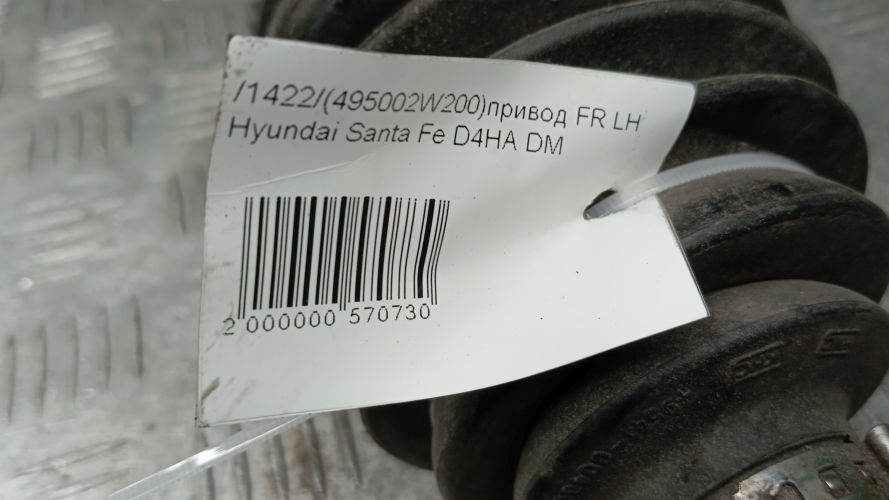 /1422/(495002W200)привод FR LH
Hyundai Santa Fe D4HA DM
2 000000 570730